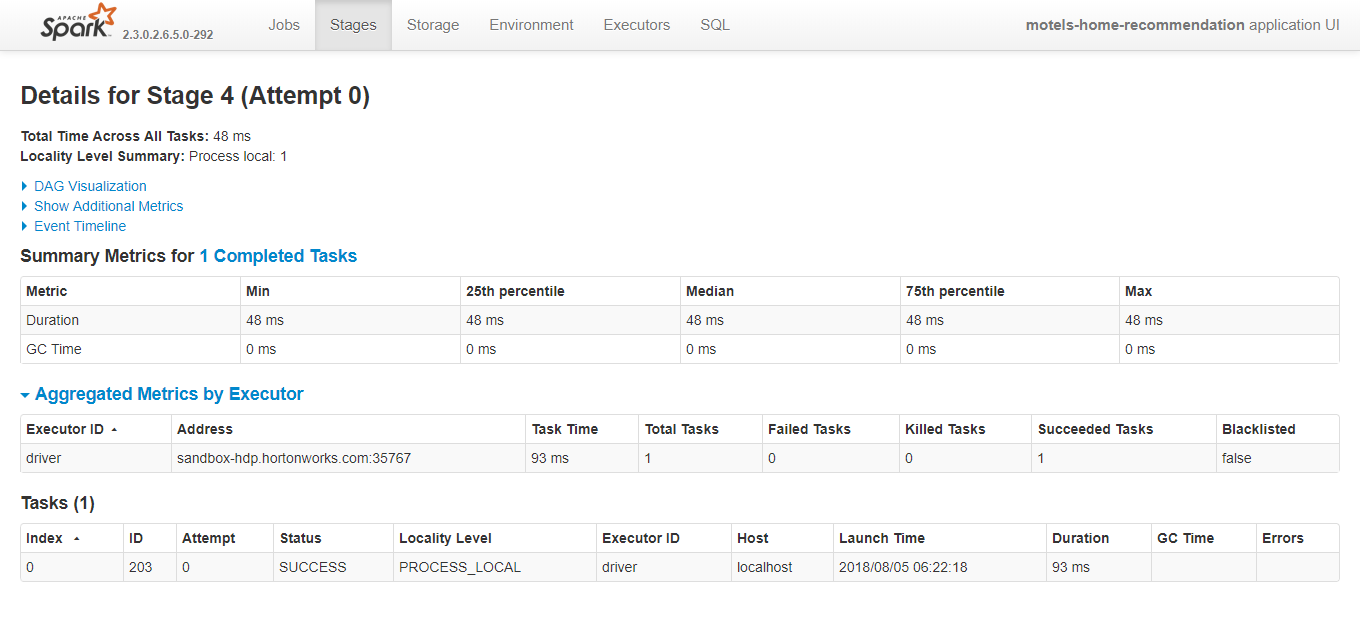 APACHE
Spark 2.3.0.2.6.5.0-292 Jobs Stages Storage Environment Executors SQL motels-home-recommendation application UI
Details for Stage 4 (Attempt 0)
Total Time Across All Tasks: 48 ms
Locality Level Summary: Process local: 1
DAG Visualization
Show Additional Metrics
Event Timeline
Summary Metrics for 1 Completed Tasks
Metric Min 25th percentile Median 75th percentile Max
Duration 48 ms 48 ms 48 ms 48 ms 48 ms
GC Time 0 ms 0 ms 0 ms 0 ms 0 ms
Aggregated Metrics by Executor
Executor ID Address Task Time Total Tasks Failed Tasks Killed Tasks Succeeded Tasks Blacklisted
driver sandbox-hdp.hortonworks.com:35767 93 ms 1 0 0 1 false
Tasks (1)
Index ID Attempt Status Locality Level Executor ID Host Launch Time Duration GC Time Errors
0 203 0 SUCCESS PROCESS_LOCAL driver localhost 2018/08/05 06:22:18 93 ms